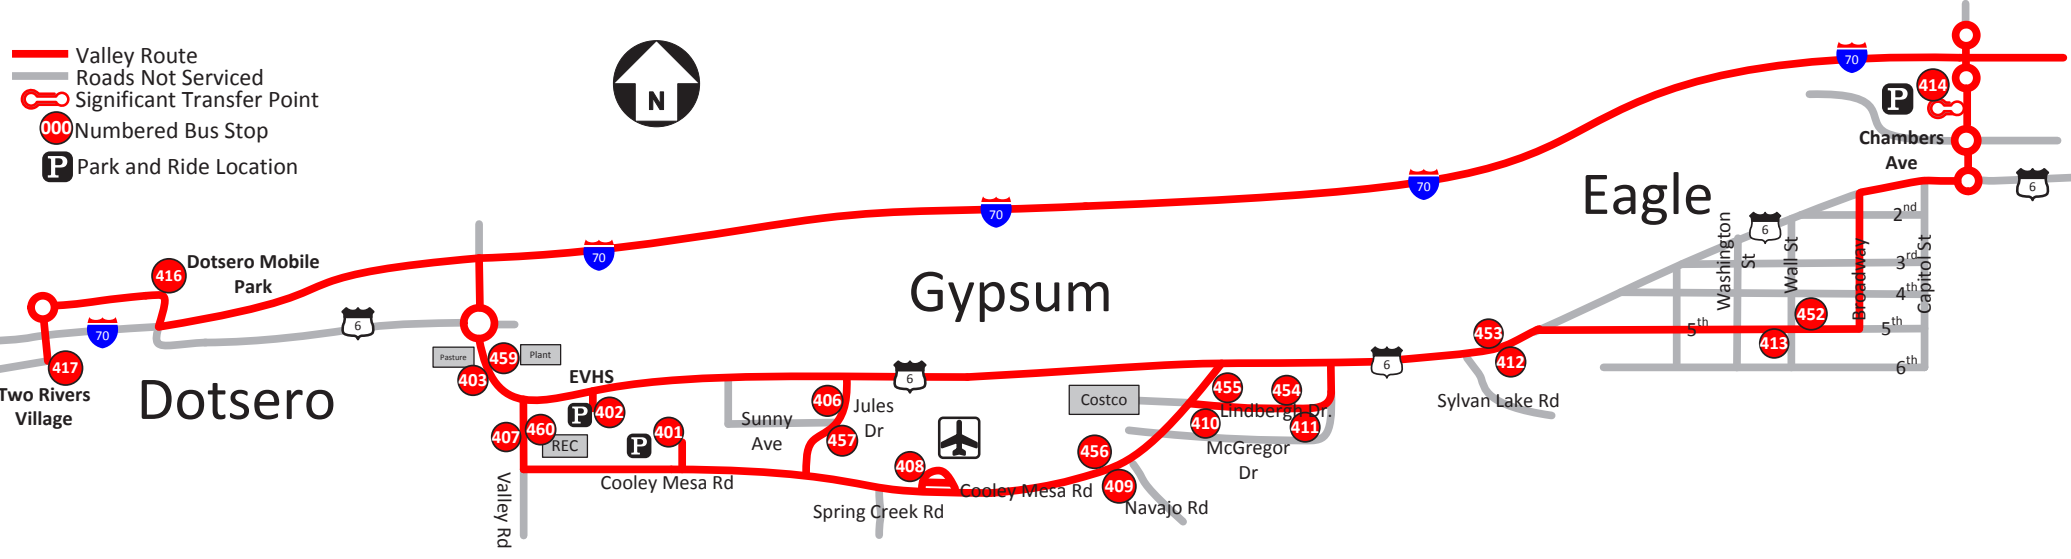 Valley Route
Roads Not Serviced
Significant Transfer Point
000 Numbered Bus Stop
P Park and Ride Location
N
70
414
P
Chambers
Ave
6
70
70
70
Eagle
2nd
Washington
St
6
Wall St
Broadway
Capitol St
3rd
4th
5th
5th
6th
452
413
416
Dotsero Mobile
Park
6
70
417
Two Rivers
Village
Dotsero
Gypsum
Pasture
459
Plant
403
EVHS
P
402
407
460
REC
P
401
Valley Rd
Cooley Mesa Rd
Sunny
Ave
406
Jules
Dr
457
6
408
Spring Creek Rd
Cooley Mesa Rd
Costco
456
409
Navajo Rd
455
454
Lindbergh Dr.
410
411
McGregor
Dr
6
453
412
Sylvan Lake Rd